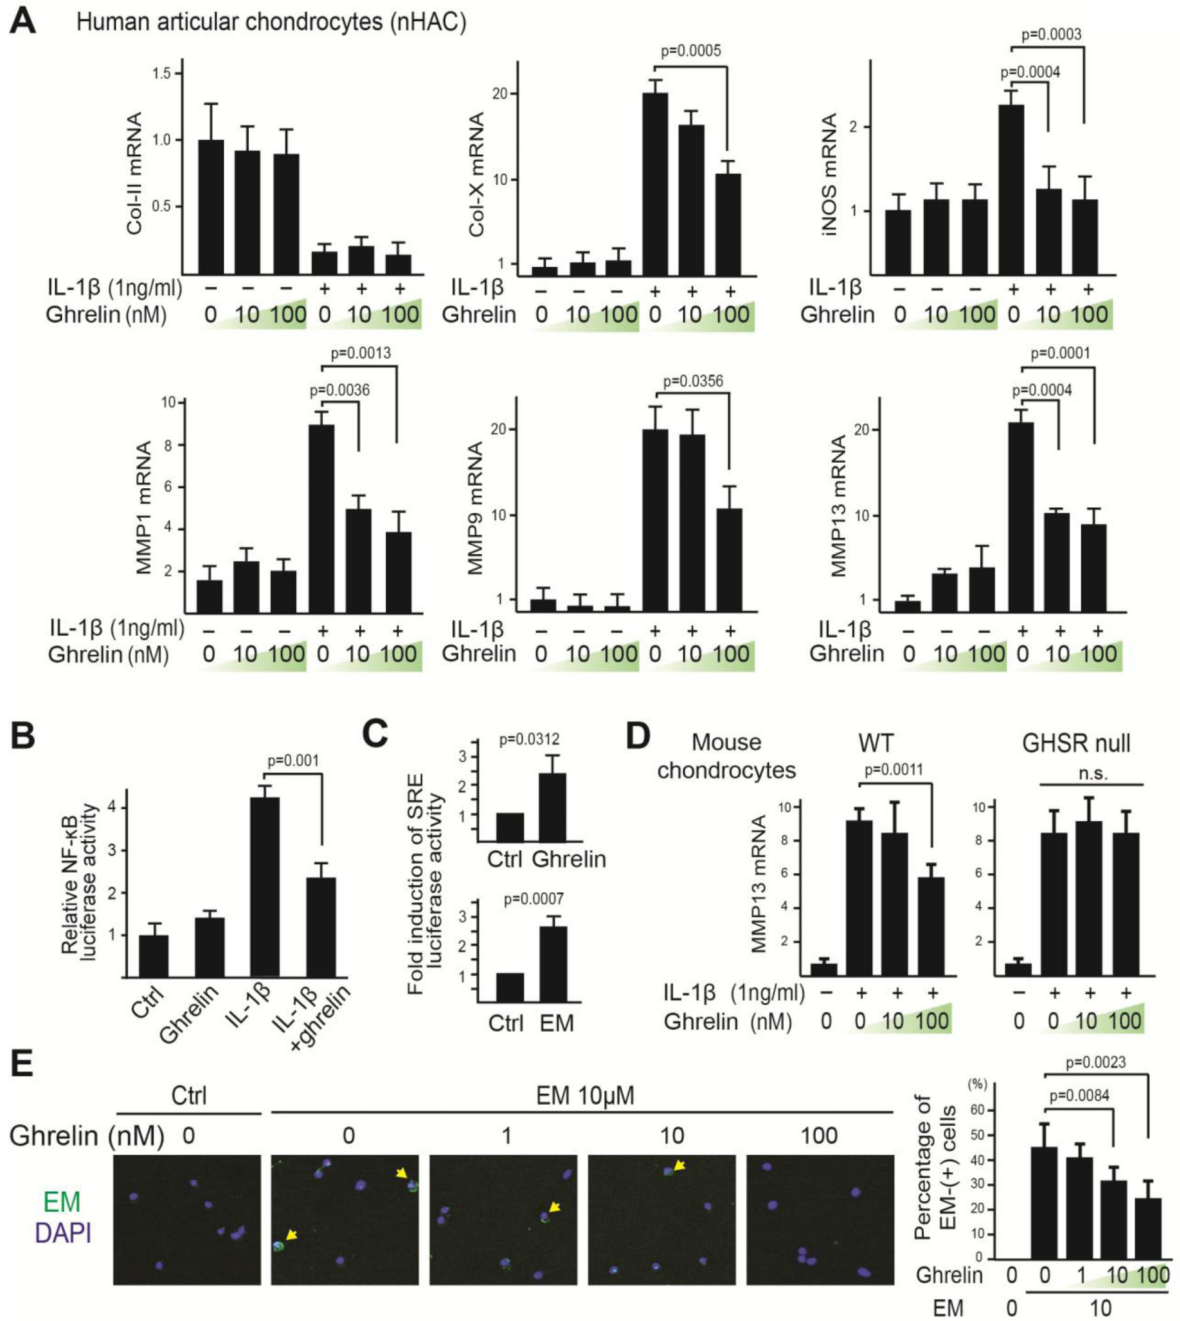 A Human articular chondrocytes (nHAC)
Col-II mRNA
1.5
1.0
0.5
IL-1β (1ng/ml) – – – + + +
Ghrelin (nM) 0 10 100 0 10 100
Col-X mRNA
20
10
1
p=0.0005
IL-1β – – – + + +
Ghrelin 0 10 100 0 10 100
iNOS mRNA
2
1
p=0.0003
p=0.0004
IL-1β – – – + + +
Ghrelin 0 10 100 0 10 100
MMP1 mRNA
10
8
6
4
2
p=0.0013
p=0.0036
IL-1β (1ng/ml) – – – + + +
Ghrelin (nM) 0 10 100 0 10 100
MMP9 mRNA
20
10
1
p=0.0356
IL-1β – – – + + +
Ghrelin 0 10 100 0 10 100
MMP13 mRNA
20
10
1
p=0.0001
p=0.0004
IL-1β – – – + + +
Ghrelin 0 10 100 0 10 100
B
Relative NF-κB
luciferase activity
4
3
2
1
p=0.001
Ctrl
Ghrelin
IL-1β
IL-1β
+ghrelin
C
Fold induction of SRE
luciferase activity
p=0.0312
3
2
1
Ctrl Ghrelin
p=0.0007
3
2
1
Ctrl EM
D
Mouse
chondrocytes
WT
GHSR null
MMP13 mRNA
10
8
6
4
2
p=0.0011
10
8
6
4
2
n.s.
IL-1β (1ng/ml) – + + + – + + +
Ghrelin (nM) 0 0 10 100 0 0 10 100
E
Ctrl EM 10µM
Ghrelin (nM) 0 0 1 10 100
EM
DAPI
Percentage of
EM-(+) cells
(%)
60
50
40
30
20
10
0
p=0.0023
p=0.0084
Ghrelin 0 0 1 10 100
EM 0 10